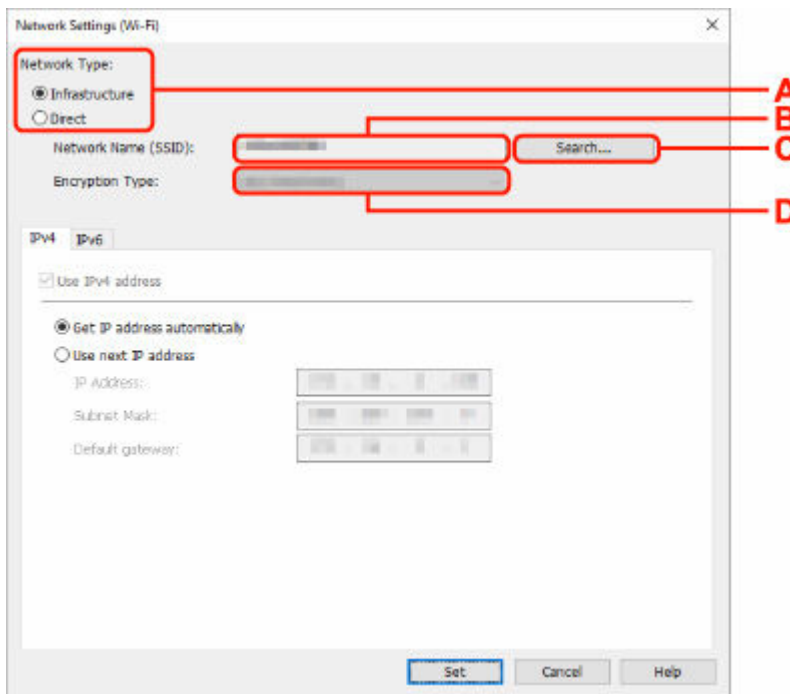 Network Settings (Wi-Fi)
Network Type:
Infrastructure
Direct
Network Name (SSID):
Search...
Encryption Type:
A
B
C
D
IPv4 IPv6
Use IPv4 address
Get IP address automatically
Use next IP address
IP Address:
Subnet Mask:
Default gateway:
Set Cancel Help